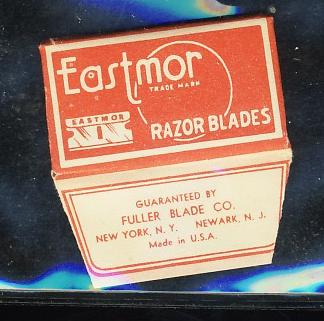 Eastmor
TRADE MARK
EASTMOR
RAZOR BLADES
GUARANTEED BY
FULLER BLADE CO.
NEW YORK, N. Y. NEWARK, N. J.
Made in U.S.A.